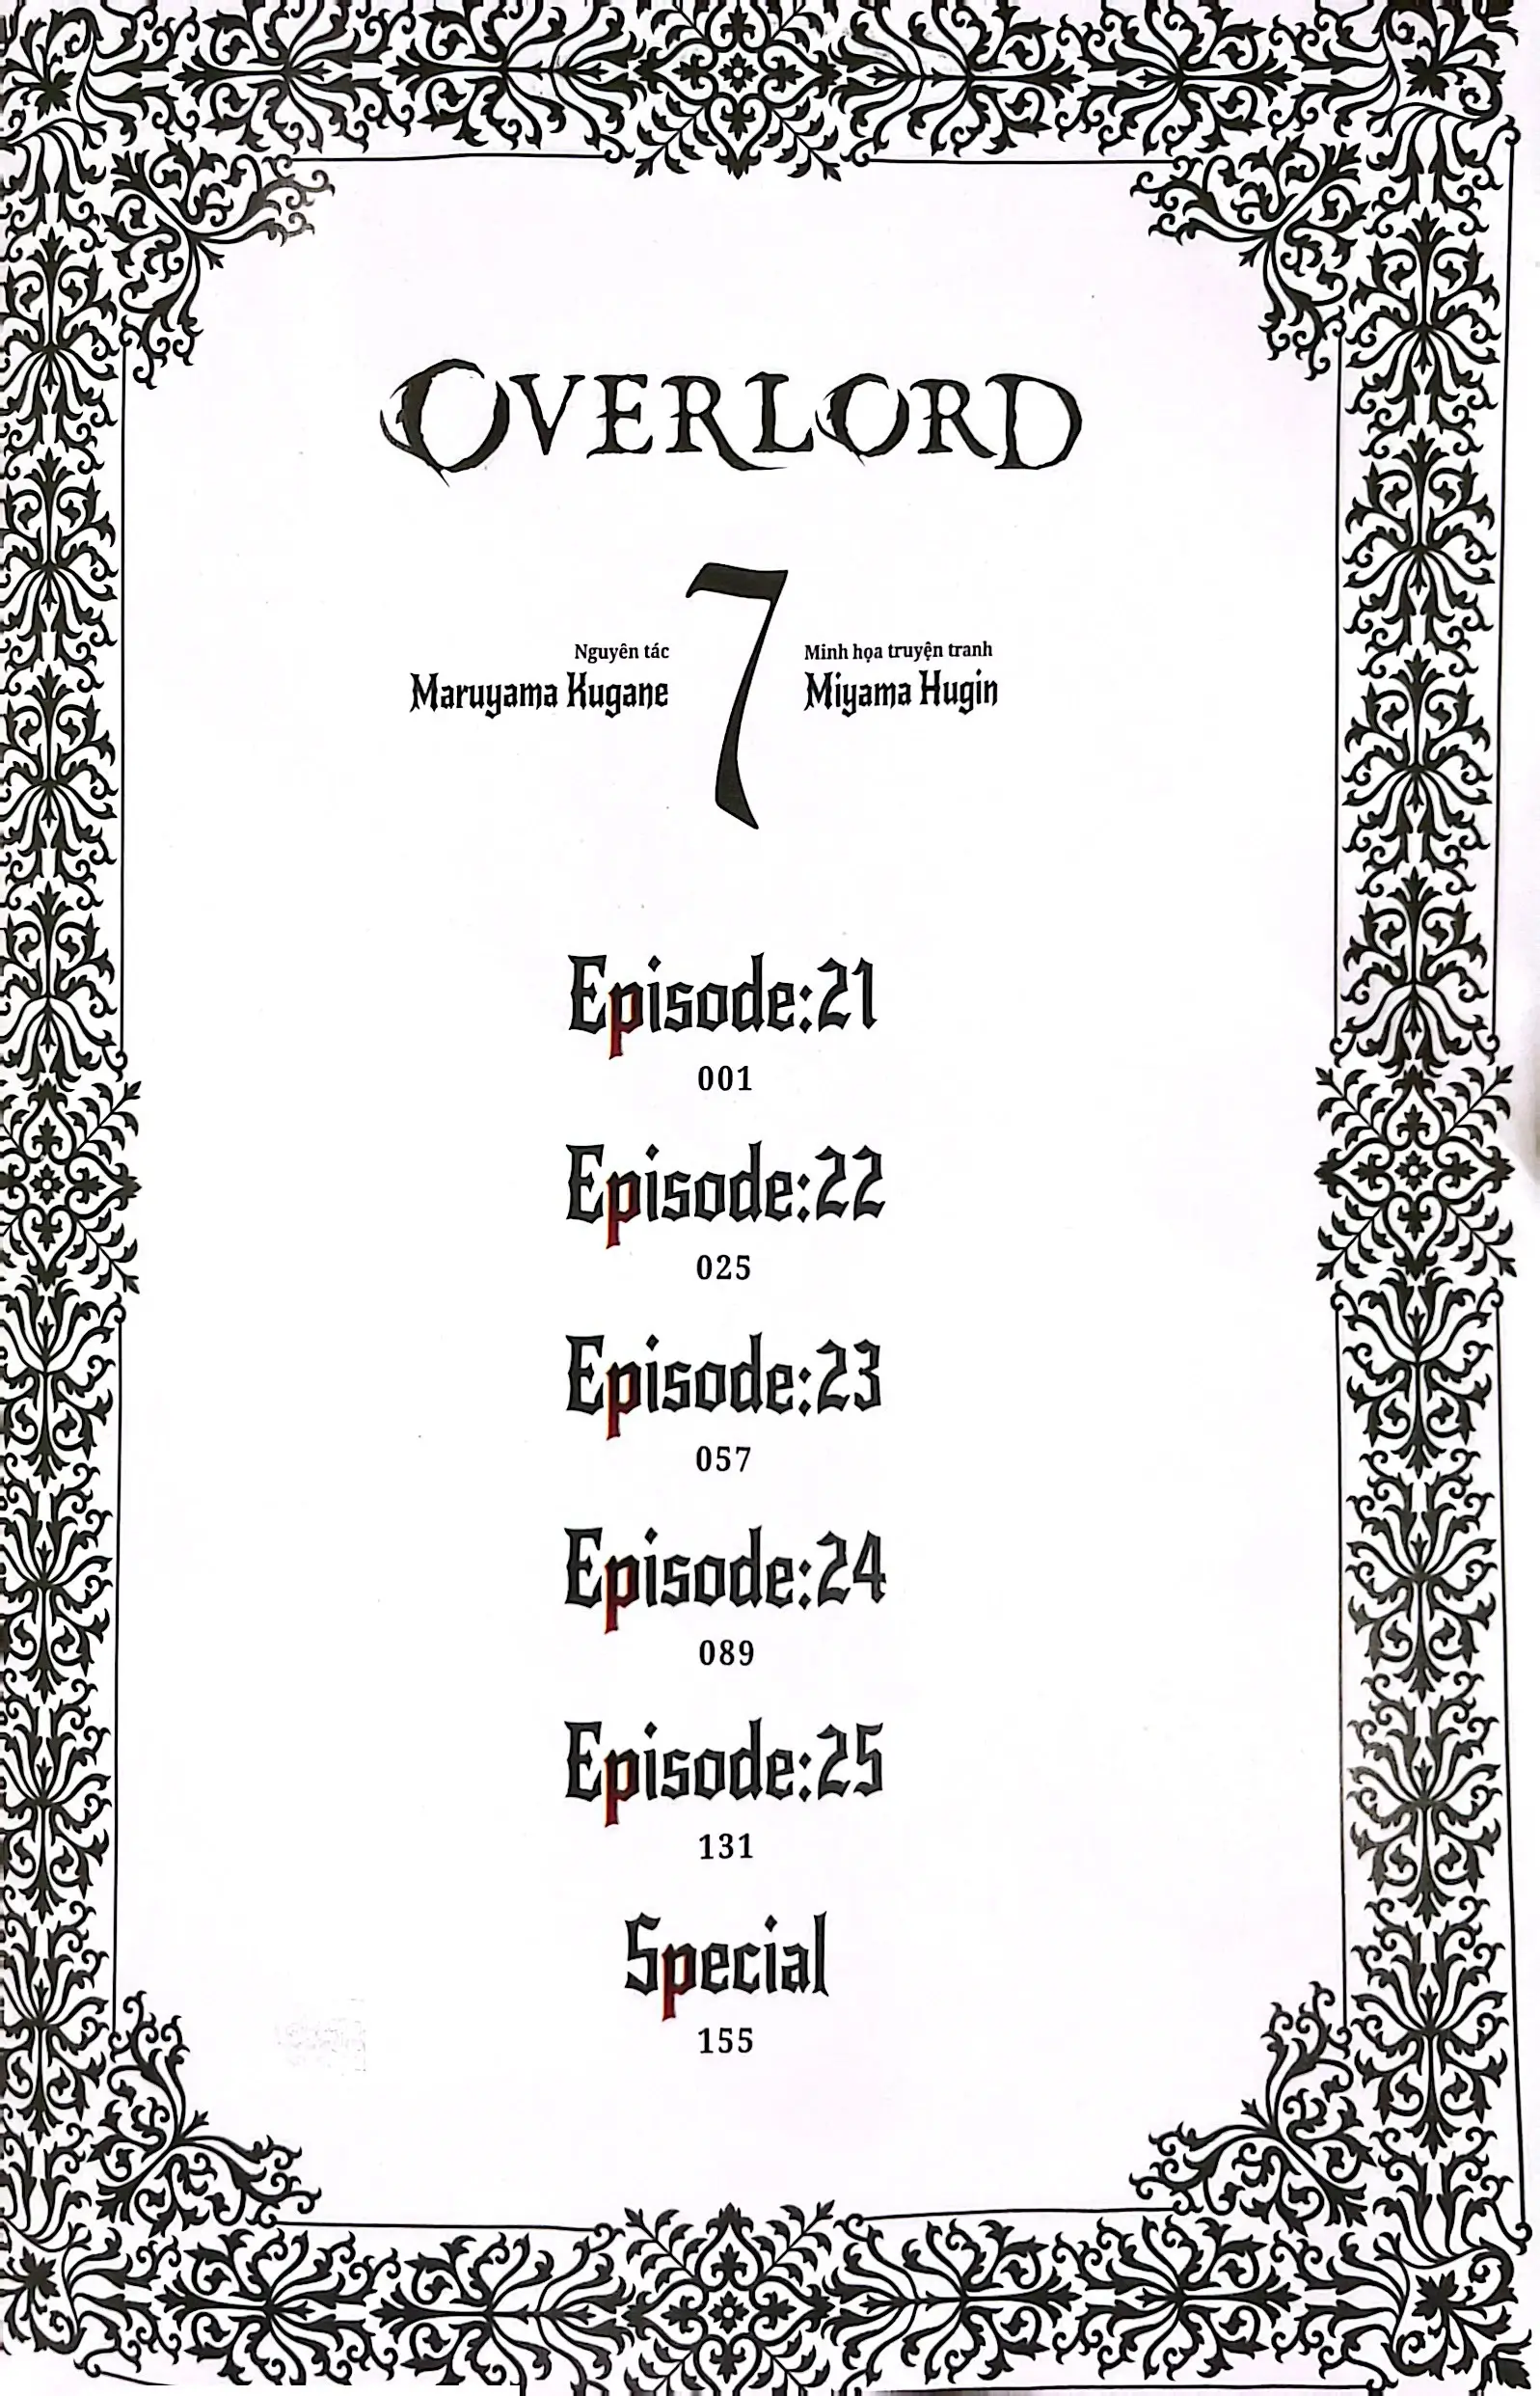 OVERLORD
7
Nguyên tác
Maruyama Kugane
Minh họa truyện tranh
Miyama Hugin
Episode:21
001
Episode:22
025
Episode:23
057
Episode:24
089
Episode:25
131
Special
155